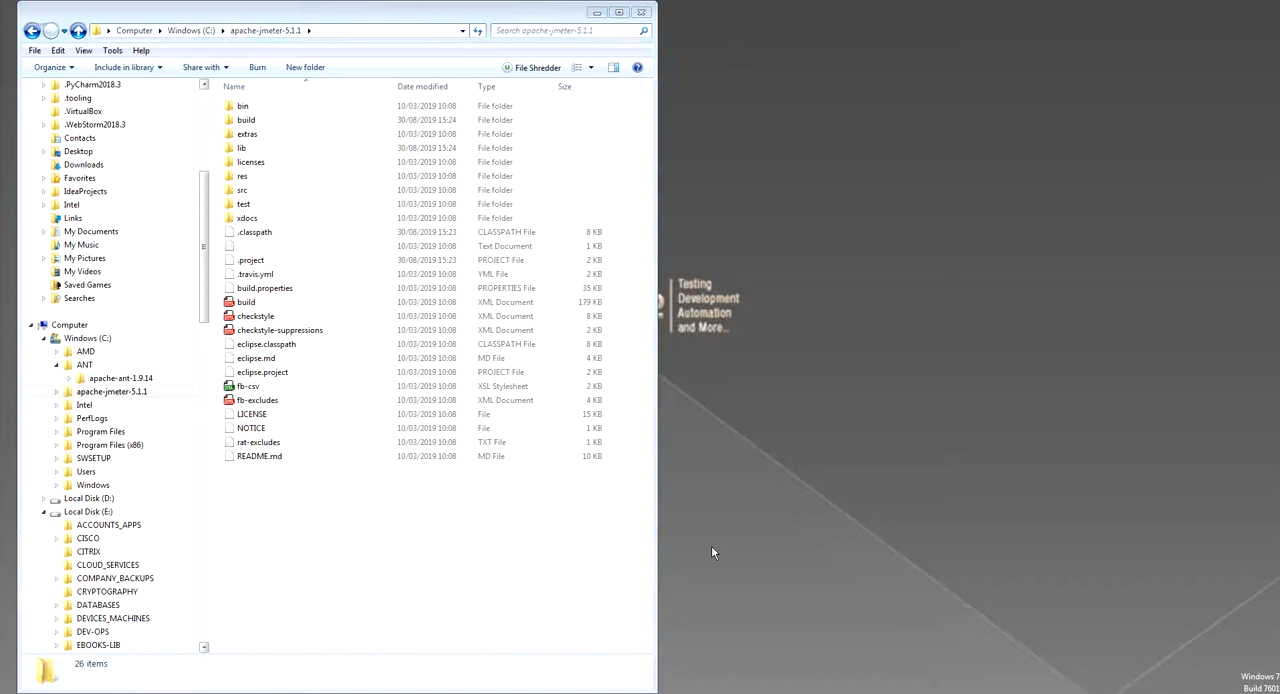 Computer Windows (C:) apache-jmeter-5.1.1
Search apache-jmeter-5.1.1
File Edit View Tools Help
Organize Include in library Share with Burn New folder File Shredder
.PyCharm2018.3
.tooling
.VirtualBox
.WebStorm2018.3
Contacts
Desktop
Downloads
Favorites
IdeaProjects
Intel
Links
My Documents
My Music
My Pictures
My Videos
Saved Games
Searches
Computer
Windows (C:)
AMD
ANT
apache-ant-1.9.14
apache-jmeter-5.1.1
Intel
PerfLogs
Program Files
Program Files (x86)
SWSETUP
Users
Windows
Local Disk (D:)
Local Disk (E:)
ACCOUNTS_APPS
CISCO
CITRIX
CLOUD_SERVICES
COMPANY_BACKUPS
CRYPTOGRAPHY
DATABASES
DEVICES_MACHINES
DEV-OPS
EBOOKS-LIB
Name Date modified Type Size
bin 10/03/2019 10:08 File folder
build 30/08/2019 15:24 File folder
extras 10/03/2019 10:08 File folder
lib 30/08/2019 15:24 File folder
licenses 10/03/2019 10:08 File folder
res 10/03/2019 10:08 File folder
src 10/03/2019 10:08 File folder
test 10/03/2019 10:08 File folder
xdocs 10/03/2019 10:08 File folder
.classpath 30/08/2019 15:23 CLASSPATH File 8 KB
10/03/2019 10:08 Text Document 1 KB
.project 30/08/2019 15:23 PROJECT File 2 KB
.travis.yml 10/03/2019 10:08 YML File 2 KB
build.properties 10/03/2019 10:08 PROPERTIES File 35 KB
build 10/03/2019 10:08 XML Document 179 KB
checkstyle 10/03/2019 10:08 XML Document 8 KB
checkstyle-suppressions 10/03/2019 10:08 XML Document 2 KB
eclipse.classpath 10/03/2019 10:08 CLASSPATH File 8 KB
eclipse.md 10/03/2019 10:08 MD File 4 KB
eclipse.project 10/03/2019 10:08 PROJECT File 2 KB
fb-csv 10/03/2019 10:08 XSL Stylesheet 2 KB
fb-excludes 10/03/2019 10:08 XML Document 4 KB
LICENSE 10/03/2019 10:08 File 15 KB
NOTICE 10/03/2019 10:08 File 1 KB
rat-excludes 10/03/2019 10:08 TXT File 1 KB
README.md 10/03/2019 10:08 MD File 10 KB
26 items
Testing
Development
Automation
and More..
Windows 7
Build 7601